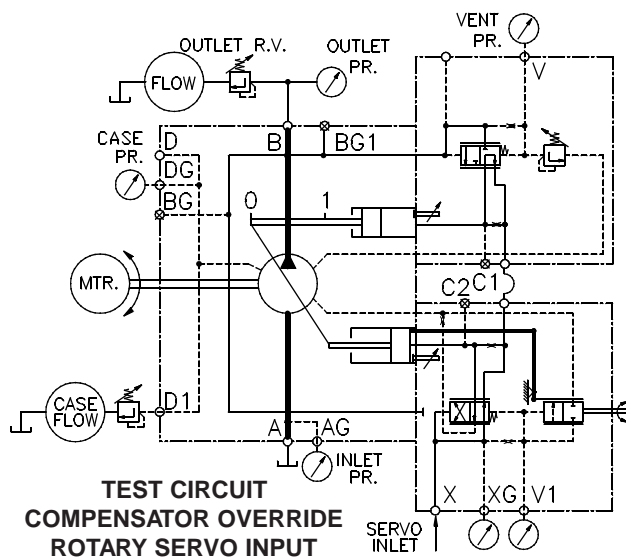 VENT
PR.
V
OUTLET R.V.
OUTLET
PR.
FLOW
CASE
PR.
D
DG
BG
B
BG1
0
1
MTR.
C2
C1
CASE
FLOW
D1
A
AG
INLET
PR.
X
X
XG
V1
SERVO
INLET
TEST CIRCUIT
COMPENSATOR OVERRIDE
ROTARY SERVO INPUT